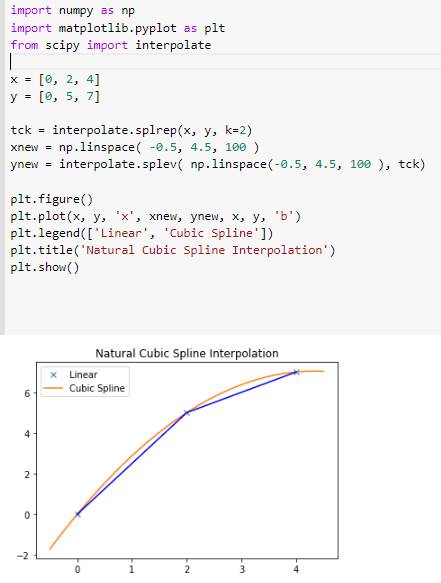 import numpy as np
import matplotlib.pyplot as plt
from scipy import interpolate
x = [0, 2, 4]
y = [0, 5, 7]
tck = interpolate.splrep(x, y, k=2)
xnew = np.linspace( -0.5, 4.5, 100 )
ynew = interpolate.splev( np.linspace(-0.5, 4.5, 100 ), tck)
plt.figure()
plt.plot(x, y, 'x', xnew, ynew, x, y, 'b')
plt.legend(['Linear', 'Cubic Spline'])
plt.title('Natural Cubic Spline Interpolation')
plt.show()
Natural Cubic Spline Interpolation
Linear
Cubic Spline
6
4
2
0
−2
0 1 2 3 4